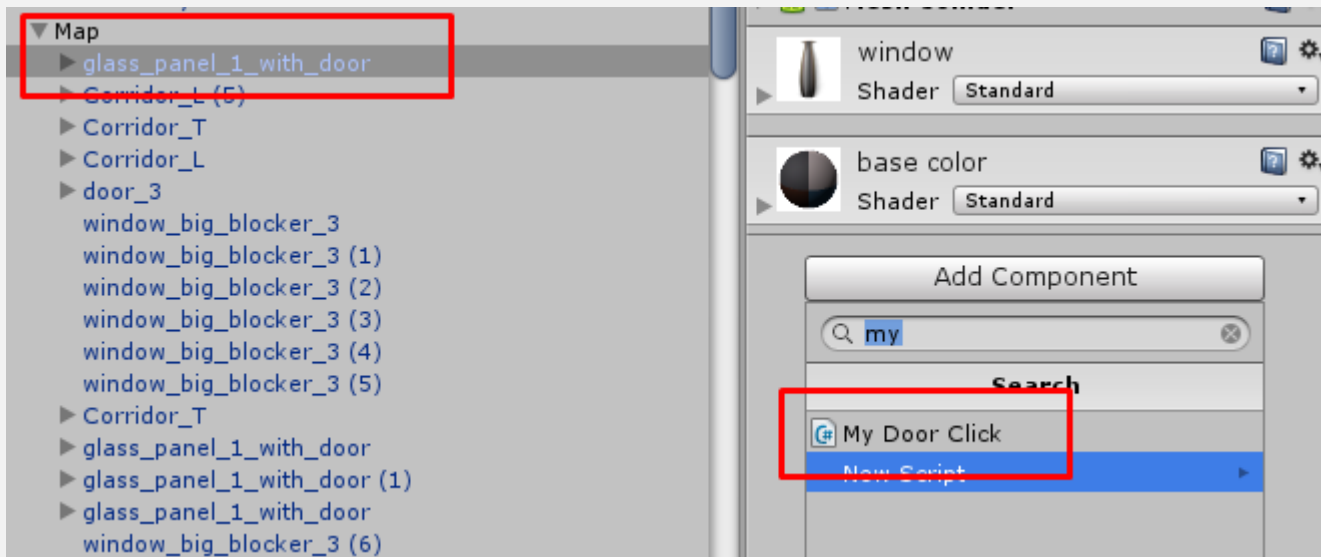 Map
glass_panel_1_with_door
Corridor_L (5)
Corridor_T
Corridor_L
door_3
window_big_blocker_3
window_big_blocker_3 (1)
window_big_blocker_3 (2)
window_big_blocker_3 (3)
window_big_blocker_3 (4)
window_big_blocker_3 (5)
Corridor_T
glass_panel_1_with_door
glass_panel_1_with_door (1)
glass_panel_1_with_door
window_big_blocker_3 (6)
Mesh Collider
window
Shader Standard
base color
Shader Standard
Add Component
my
Search
My Door Click
New Script